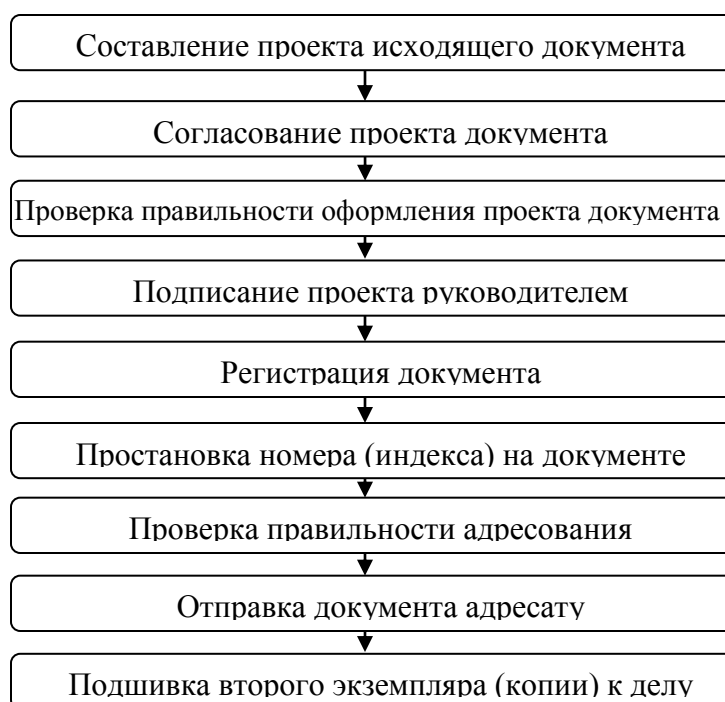 Составление проекта исходящего документа
Согласование проекта документа
Проверка правильности оформления проекта документа
Подписание проекта руководителем
Регистрация документа
Простановка номера (индекса) на документе
Проверка правильности адресования
Отправка документа адресату
Подшивка второго экземпляра (копии) к делу